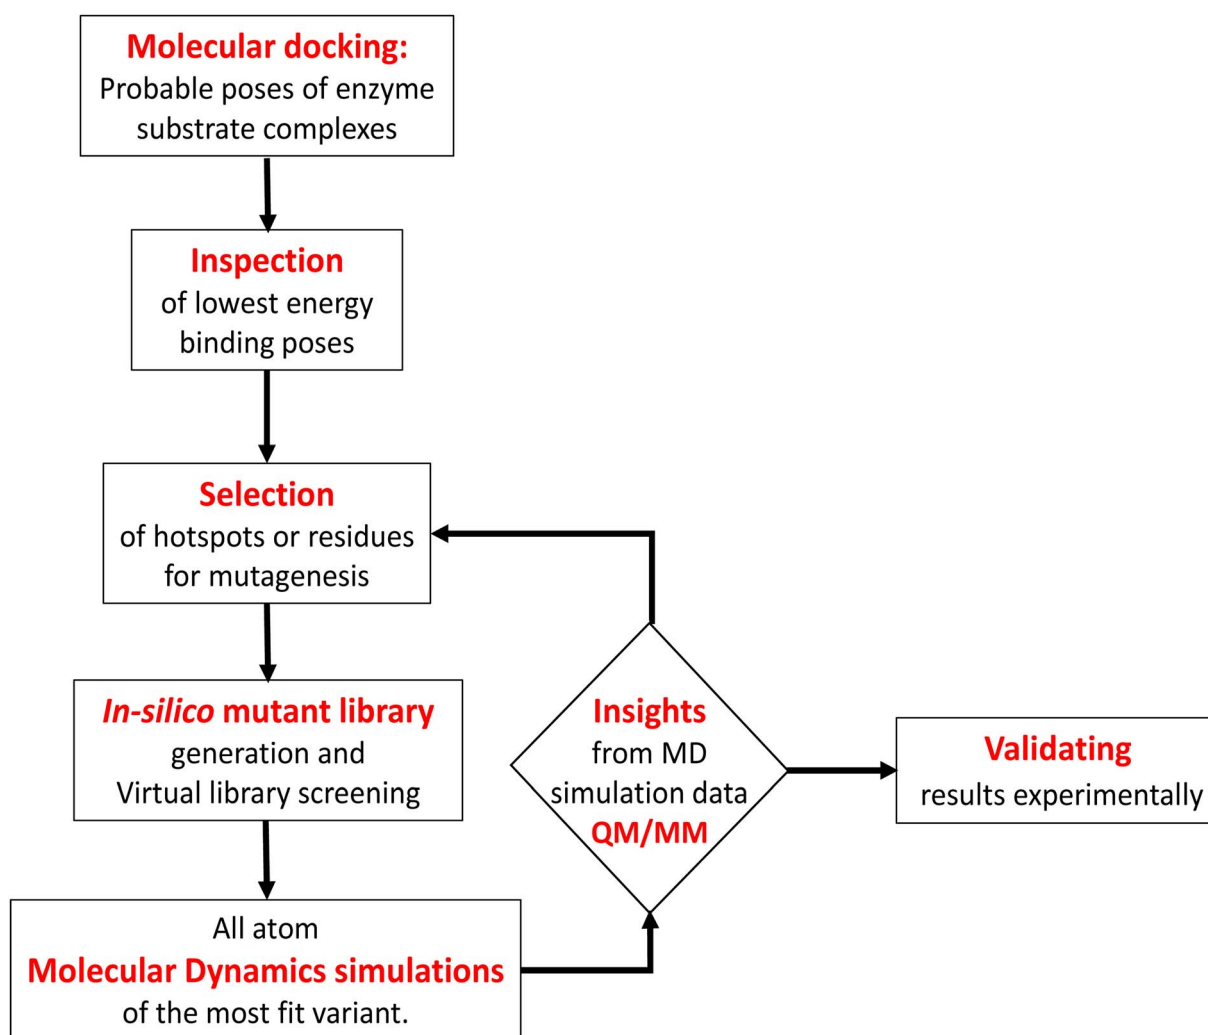 Molecular docking:
Probable poses of enzyme
substrate complexes
Inspection
of lowest energy
binding poses
Selection
of hotspots or residues
for mutagenesis
In-silico mutant library
generation and
Virtual library screening
All atom
Molecular Dynamics simulations
of the most fit variant.
Insights
from MD
simulation data
QM/MM
Validating
results experimentally